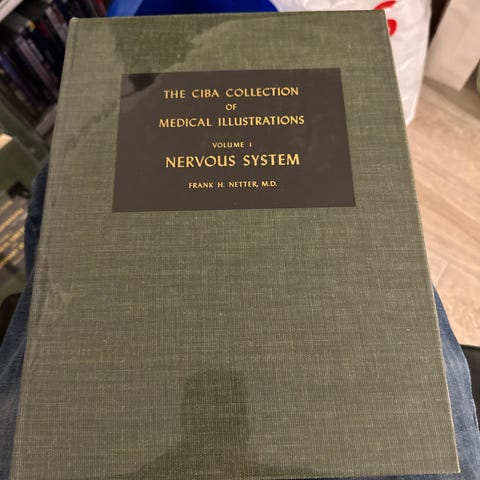 THE CIBA COLLECTION
OF
MEDICAL ILLUSTRATIONS
VOLUME I
NERVOUS SYSTEM
FRANK H. NETTER, M.D.